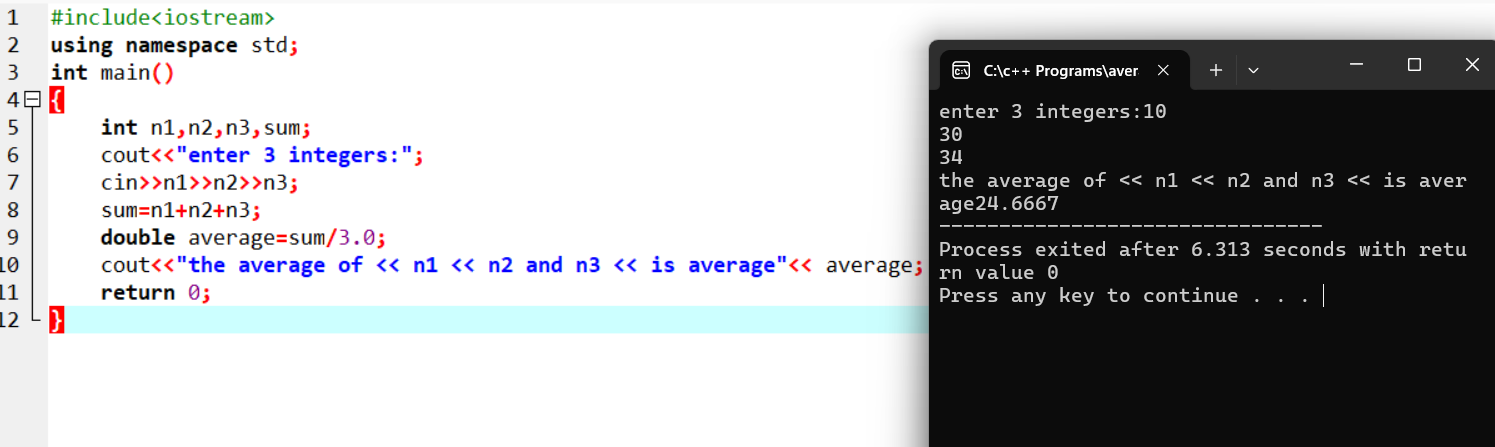 1 #include<iostream>
2 using namespace std;
3 int main()
4 {
5 int n1,n2,n3,sum;
6 cout<<"enter 3 integers:";
7 cin>>n1>>n2>>n3;
8 sum=n1+n2+n3;
9 double average=sum/3.0;
10 cout<<"the average of << n1 << n2 and n3 << is average"<< average;
11 return 0;
12 }
C:\c++ Programs\aver
enter 3 integers:10
30
34
the average of << n1 << n2 and n3 << is aver
age24.6667
--------------------------------
Process exited after 6.313 seconds with retu
rn value 0
Press any key to continue . . .